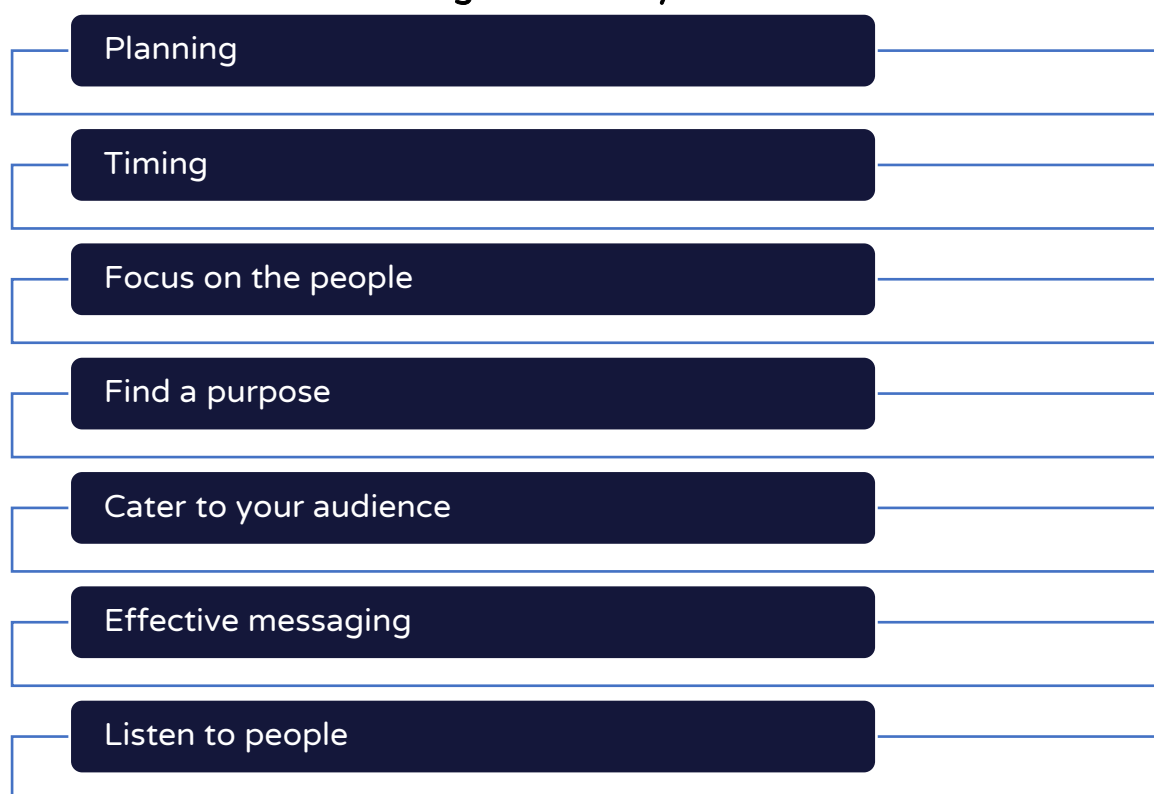 Planning
Timing
Focus on the people
Find a purpose
Cater to your audience
Effective messaging
Listen to people